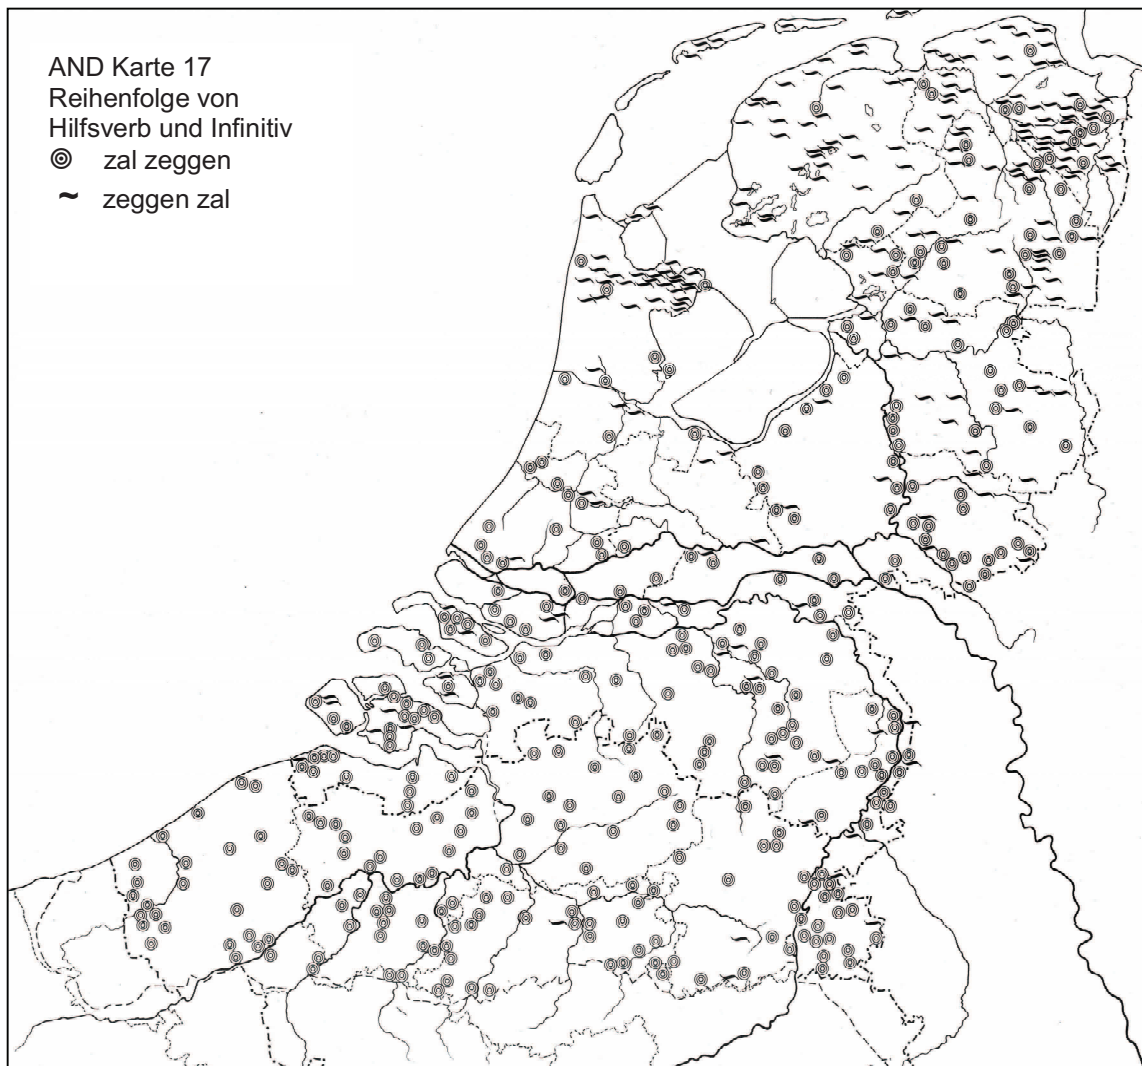 AND Karte 17
Reihenfolge von
Hilfsverb und Infinitiv
zal zeggen
zeggen zal